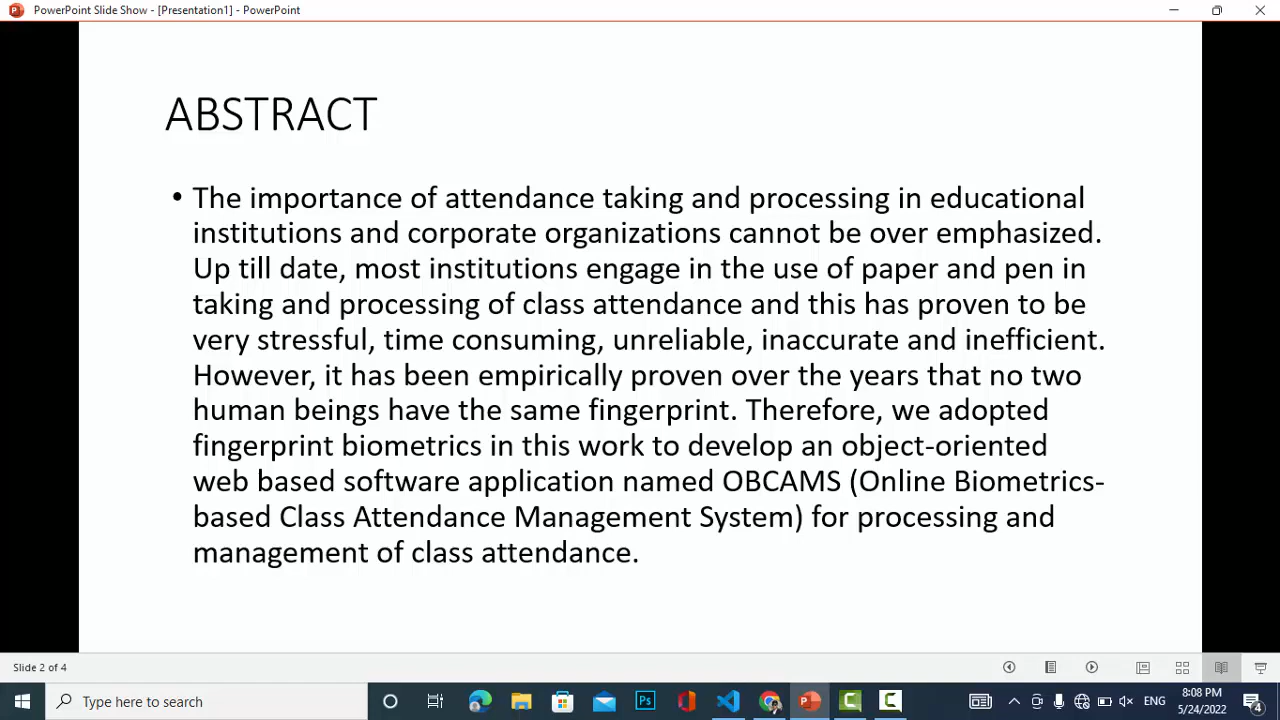 PowerPoint Slide Show - [Presentation1] - PowerPoint
ABSTRACT
• The importance of attendance taking and processing in educational
institutions and corporate organizations cannot be over emphasized.
Up till date, most institutions engage in the use of paper and pen in
taking and processing of class attendance and this has proven to be
very stressful, time consuming, unreliable, inaccurate and inefficient.
However, it has been empirically proven over the years that no two
human beings have the same fingerprint. Therefore, we adopted
fingerprint biometrics in this work to develop an object-oriented
web based software application named OBCAMS (Online Biometrics-
based Class Attendance Management System) for processing and
management of class attendance.
Slide 2 of 4
Type here to search
Ps
ENG
8:08 PM
5/24/2022
4